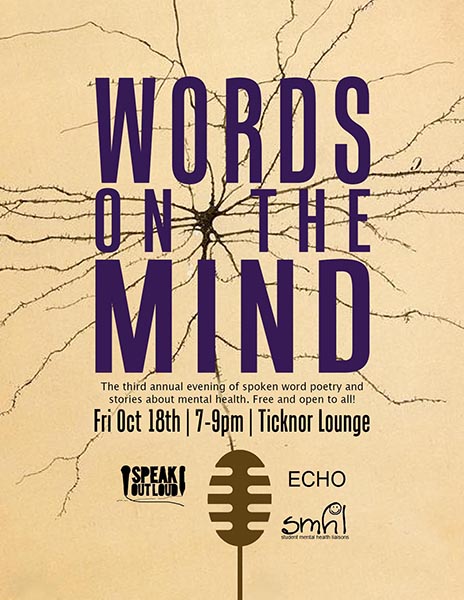 WORDS
ON THE
MIND
The third annual evening of spoken word poetry and
stories about mental health. Free and open to all!
Fri Oct 18th | 7-9pm | Ticknor Lounge
SPEAK
OUT LOUD
ECHO
smhl
student mental health liaisons